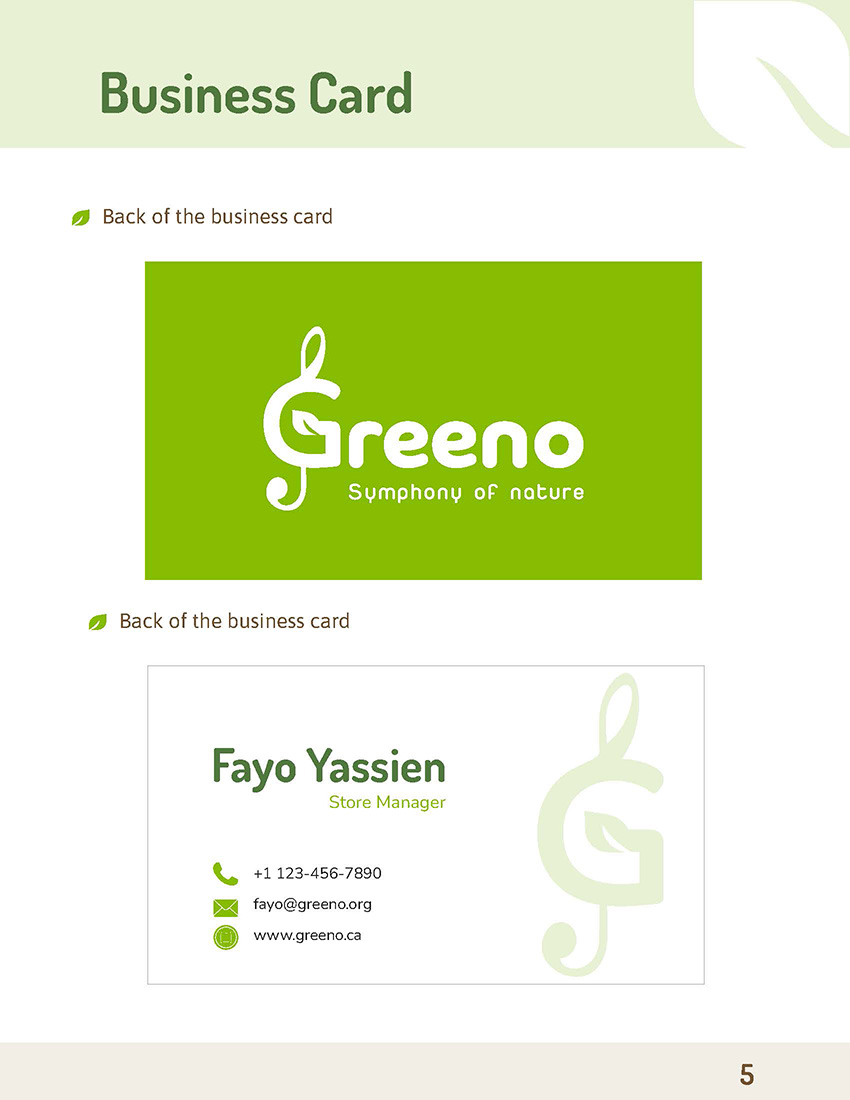 Business Card
Back of the business card
Greeno
Symphony of nature
Back of the business card
Fayo Yassien
Store Manager
+1 123-456-7890
fayo@greeno.org
www.greeno.ca
G
5